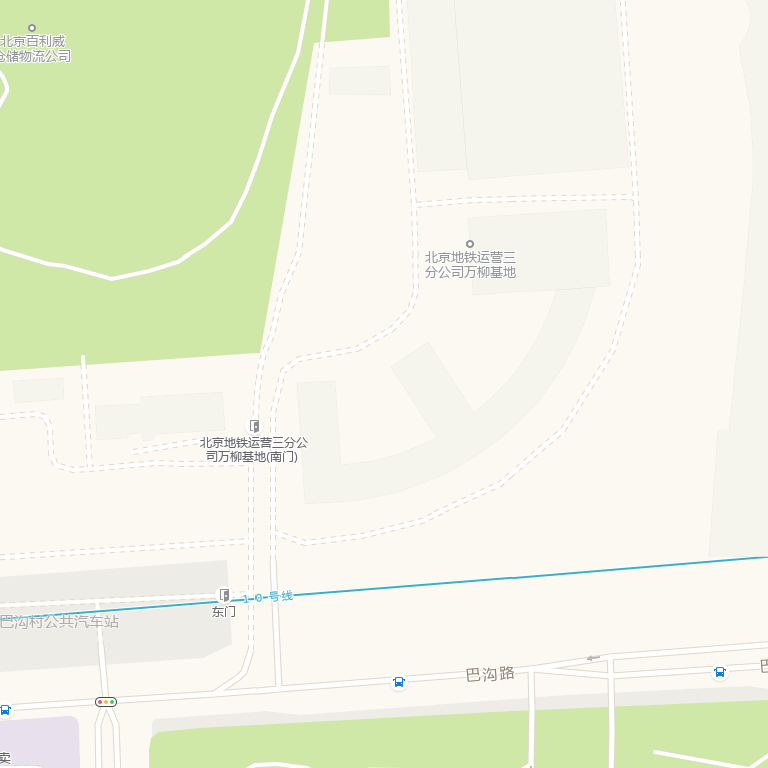 北京百利威
仓储物流公司
北京地铁运营三
分公司万柳基地
北京地铁运营三分公
司万柳基地(南门)
10号线
东门
巴沟村公共汽车站
巴沟路
巴
卖